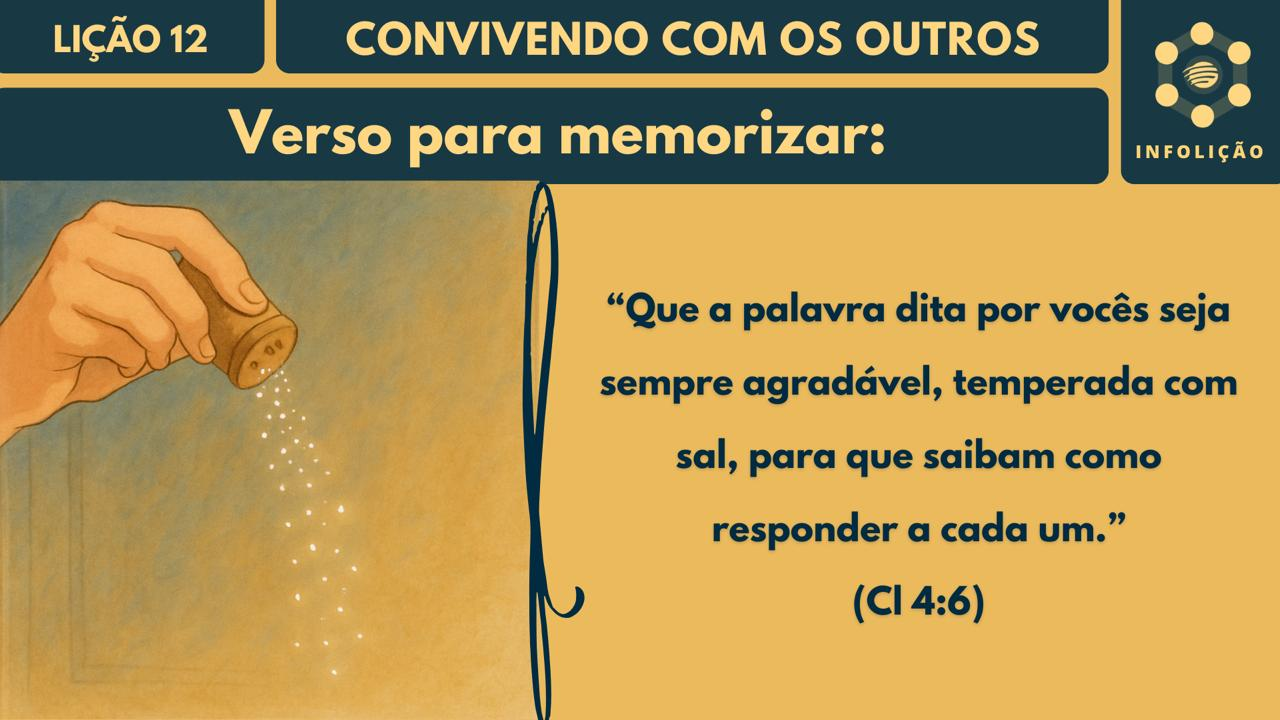 LIÇÃO 12
CONVIVENDO COM OS OUTROS
INFOLIÇÃO
Verso para memorizar:
“Que a palavra dita por vocês seja
sempre agradável, temperada com
sal, para que saibam como
responder a cada um.”
(Cl 4:6)